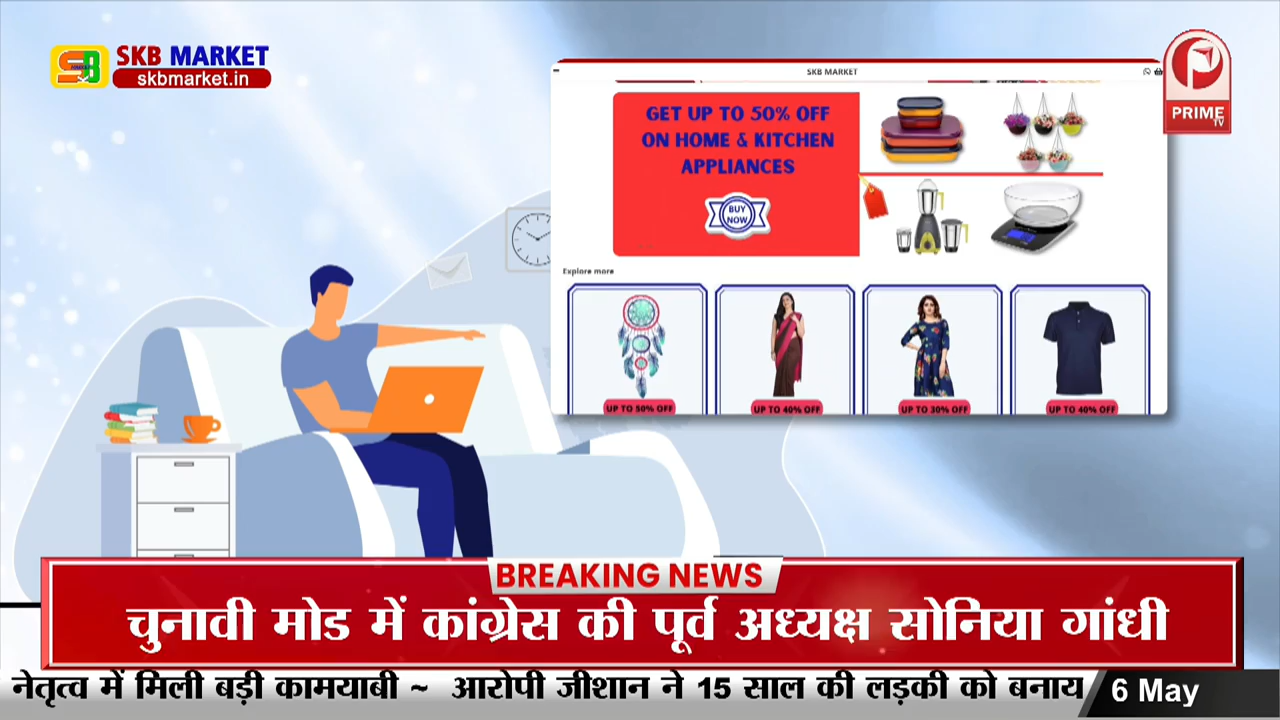 SKB MARKET
skbmarket.in
SKB MARKET
PRIME
TV
GET UP TO 50% OFF
ON HOME & KITCHEN
APPLIANCES
BUY
NOW
Explore more
UP TO 50% OFF
UP TO 40% OFF
UP TO 30% OFF
UP TO 40% OFF
BREAKING NEWS
चुनावी मोड में कांग्रेस की पूर्व अध्यक्ष सोनिया गांधी
नेतृत्व में मिली बड़ी कामयाबी ~ आरोपी जीशान ने 15 साल की लड़की को बनाय
6 May